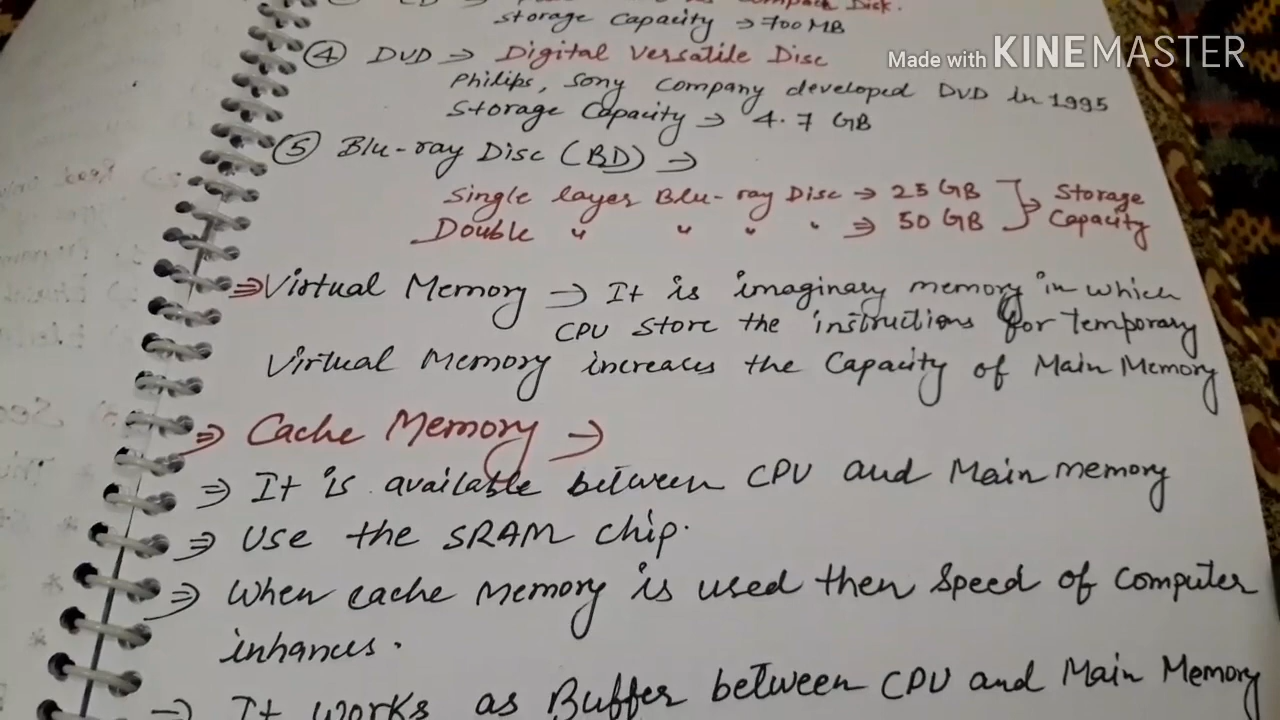 Compact Disk.
Storage Capacity → 700 MB
Made with KINEMASTER
④ DVD → Digital Versatile Disc
Philips, Sony Company developed DVD in 1995
Storage Capacity → 4.7 GB
⑤ Blu-ray Disc (BD) →
Single layer Blu-ray Disc → 25 GB
Double " " " " ⇒ 50 GB
Storage
Capacity
⇒ Virtual Memory → It is imaginary memory in which
CPU Store the instructions for temporary
Virtual Memory increases the Capacity of Main Memory
⇒ Cache Memory →
⇒ It is available between CPU and Main memory
⇒ Use the SRAM chip.
⇒ When cache Memory is used then speed of computer
inhances.
→ It works as Buffer between CPU and Main Memory